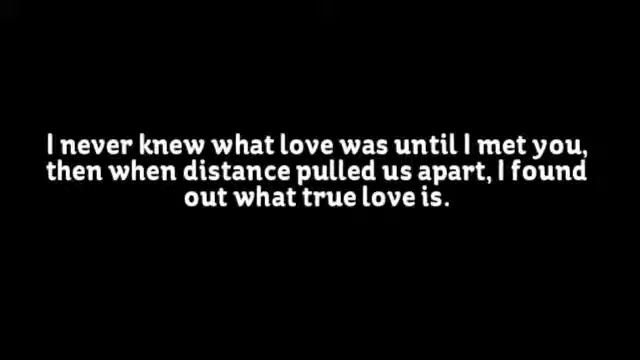 I never knew what love was until I met you,
then when distance pulled us apart, I found
out what true love is.